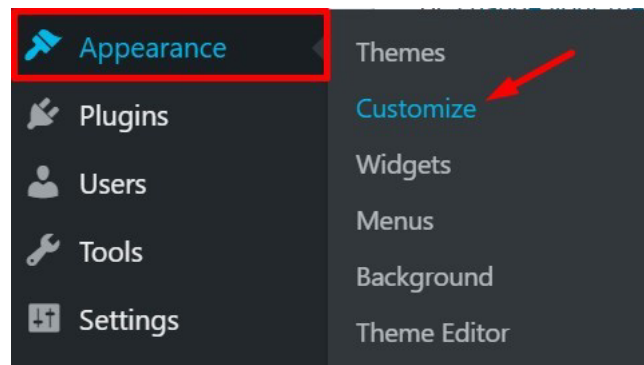 Appearance
Plugins
Users
Tools
Settings
Themes
Customize
Widgets
Menus
Background
Theme Editor